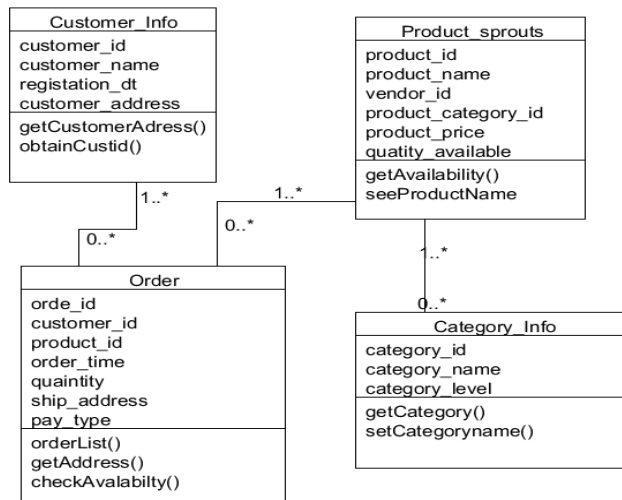 Customer_Info
customer_id
customer_name
registation_dt
customer_address
getCustomerAdress()
obtainCustid()
Product_sprouts
product_id
product_name
vendor_id
product_category_id
product_price
quatity_available
getAvailability()
seeProductName
1..*
0..*
1..*
0..*
1..*
0..*
Order
orde_id
customer_id
product_id
order_time
quaintity
ship_address
pay_type
orderList()
getAddress()
checkAvalabilty()
Category_Info
category_id
category_name
category_level
getCategory()
setCategoryname()